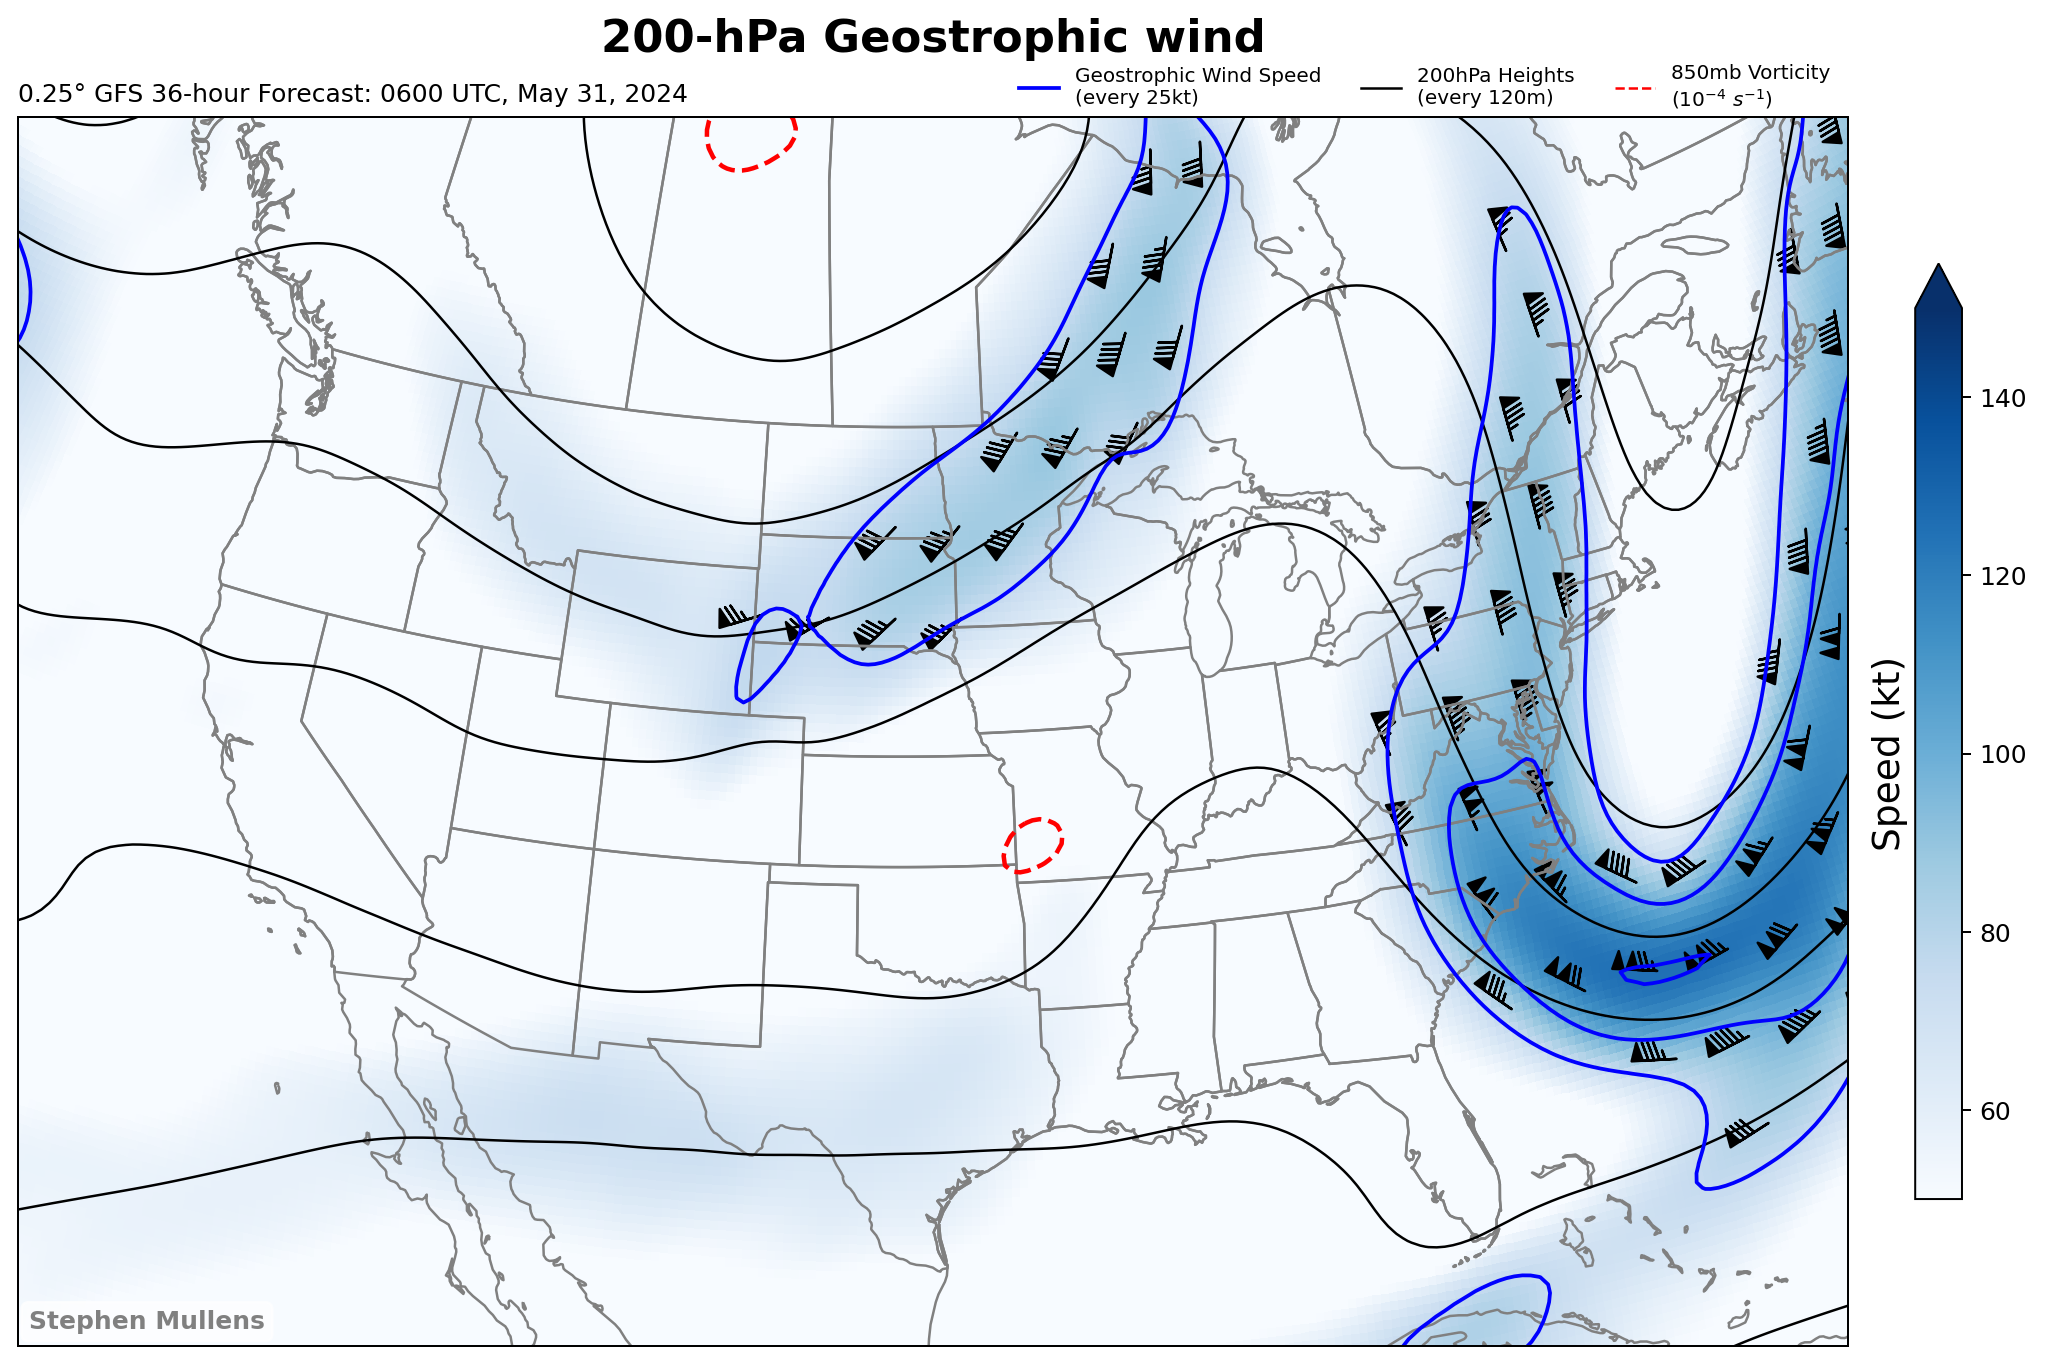 200-hPa Geostrophic wind
0.25° GFS 36-hour Forecast: 0600 UTC, May 31, 2024
Geostrophic Wind Speed
(every 25kt)
200hPa Heights
(every 120m)
850mb Vorticity
(10⁻⁴ s⁻¹)
140
120
100
80
60
Speed (kt)
Stephen Mullens